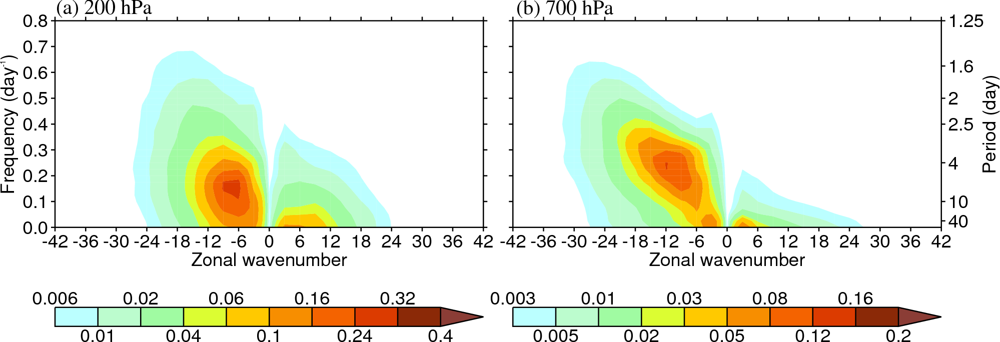 (a) 200 hPa
(b) 700 hPa
0.8
0.7
0.6
0.5
0.4
0.3
0.2
0.1
0.0
Frequency (day-1)
-42 -36 -30 -24 -18 -12 -6 0 6 12 18 24 30 36 42
Zonal wavenumber
1.25
1.6
2
2.5
4
10
40
Period (day)
-42 -36 -30 -24 -18 -12 -6 0 6 12 18 24 30 36 42
Zonal wavenumber
0.006 0.02 0.06 0.16 0.32
0.01 0.04 0.1 0.24 0.4
0.003 0.01 0.03 0.08 0.16
0.005 0.02 0.05 0.12 0.2